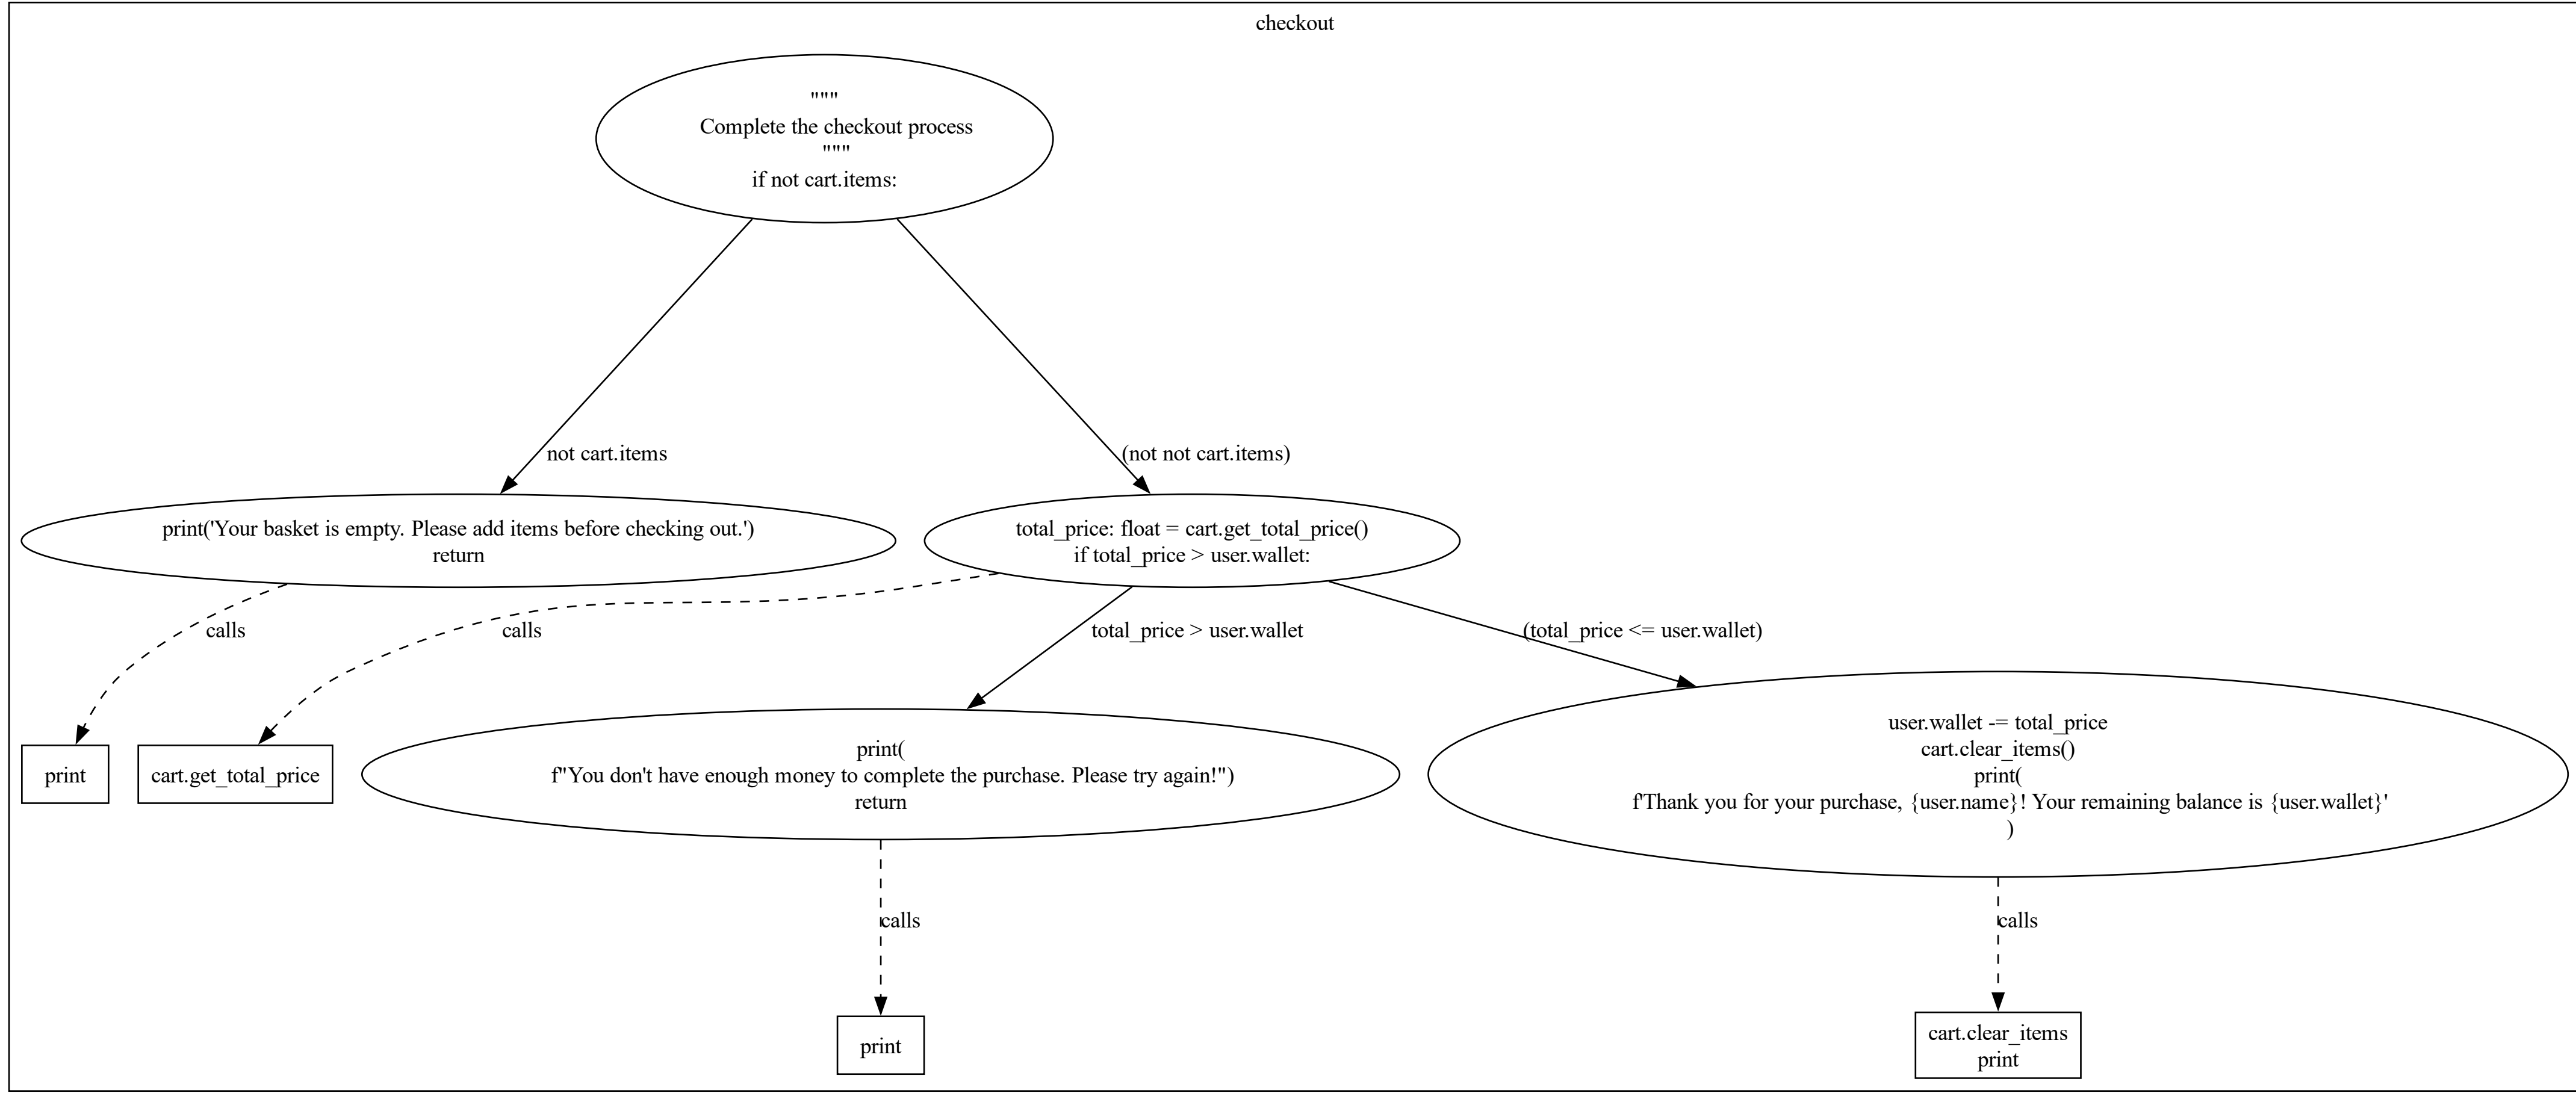 checkout
"""
Complete the checkout process
"""
if not cart.items:
not cart.items
(not not cart.items)
print('Your basket is empty. Please add items before checking out.')
return
total_price: float = cart.get_total_price()
if total_price > user.wallet:
calls
calls
total_price > user.wallet
(total_price <= user.wallet)
print
cart.get_total_price
print(
f"You don't have enough money to complete the purchase. Please try again!")
return
user.wallet -= total_price
cart.clear_items()
print(
f'Thank you for your purchase, {user.name}! Your remaining balance is {user.wallet}'
)
calls
calls
print
cart.clear_items
print